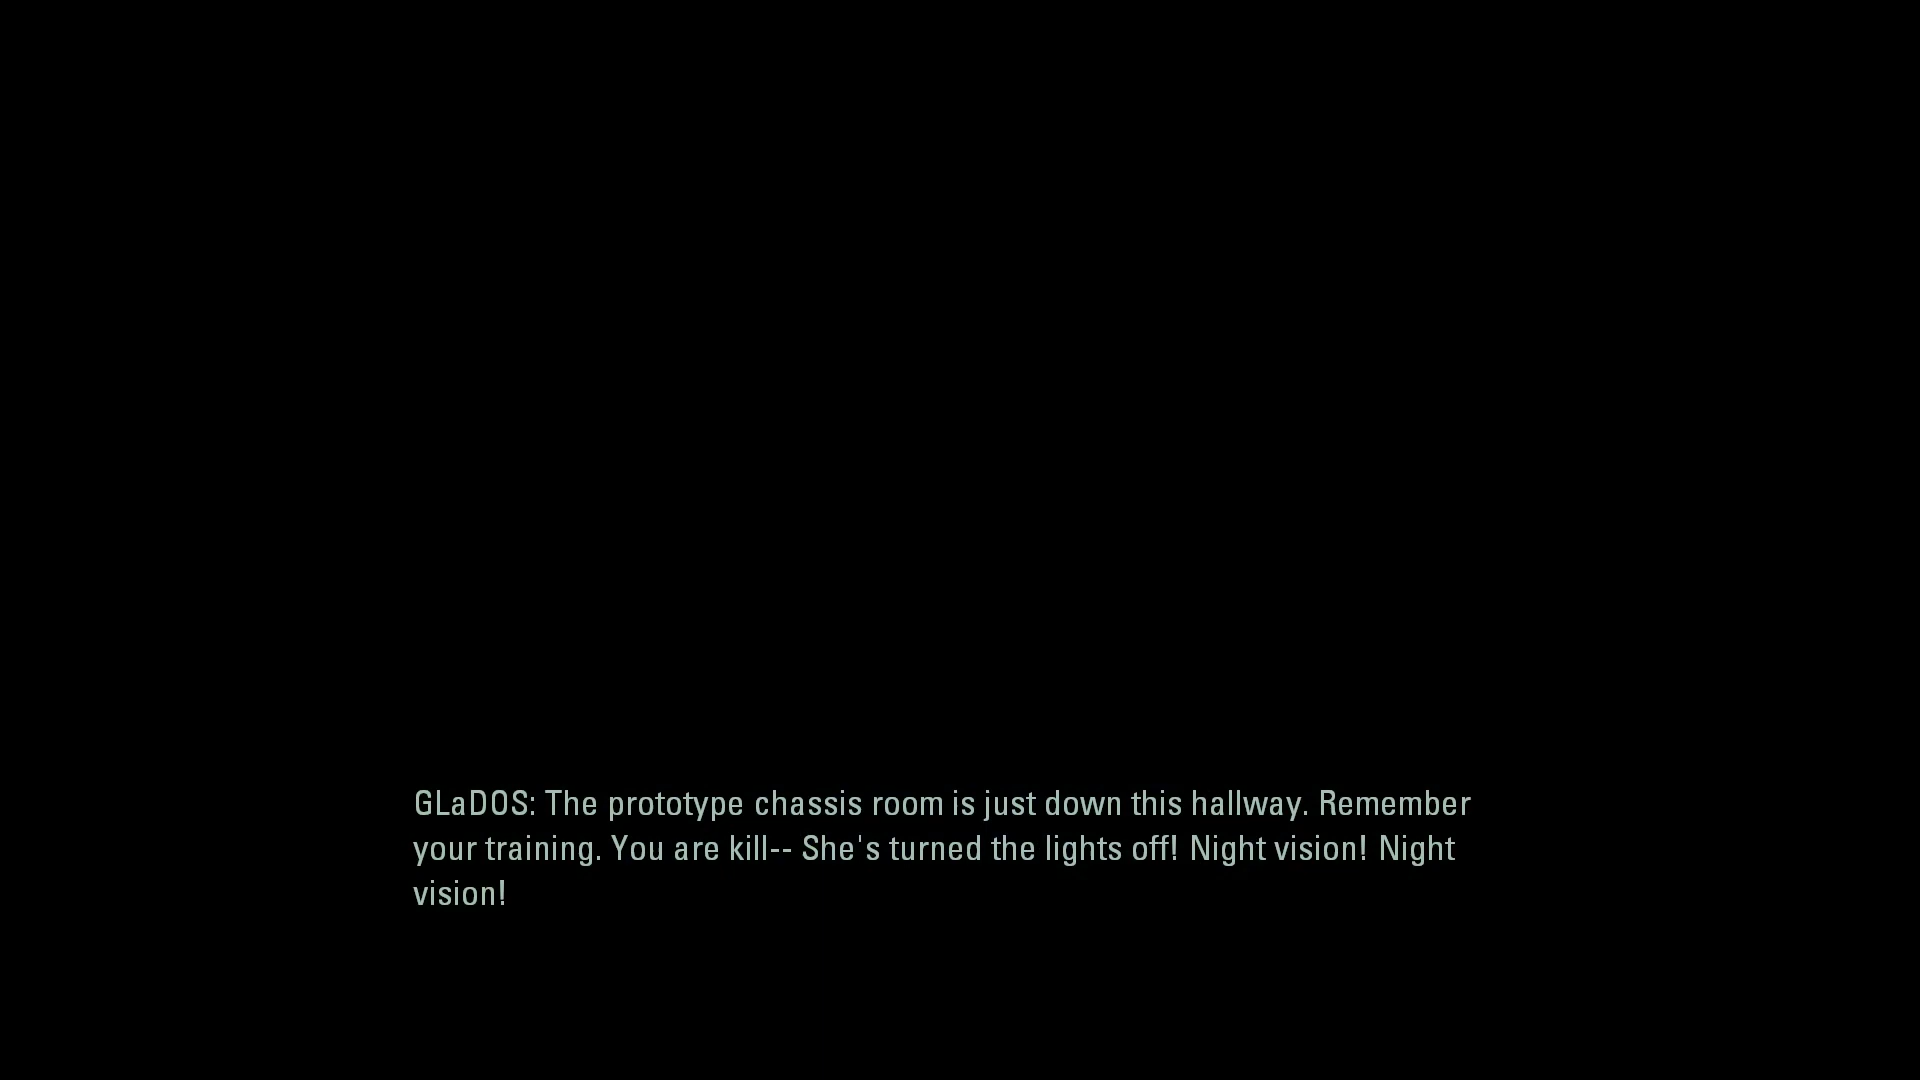 GLaDOS: The prototype chassis room is just down this hallway. Remember
your training. You are kill-- She's turned the lights off! Night vision! Night
vision!